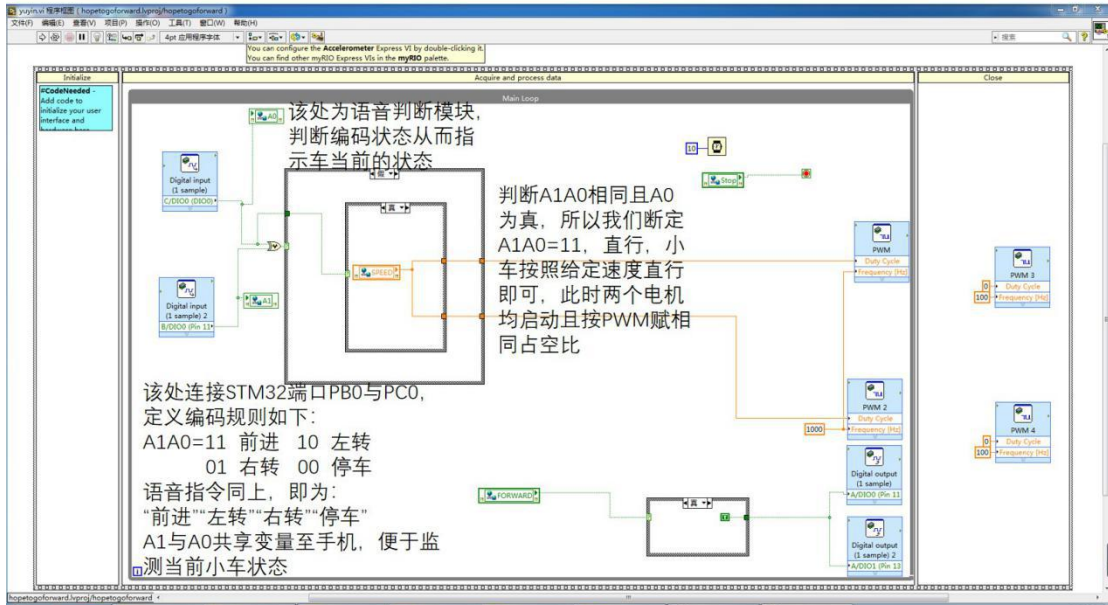 yuyin.vi 程序框图 [ hopetogoforward.lvproj/hopetogoforward ]
文件(F) 编辑(E) 查看(V) 项目(P) 操作(O) 工具(T) 窗口(W) 帮助(H)
4pt 应用程序字体
搜索
You can configure the Accelerometer Express VI by double-clicking it.
You can find other myRIO Express VIs in the myRIO palette.
Initialize
Acquire and process data
Close
#CodeNeeded -
Add code to
initialize your user
interface and
Main Loop
A0
该处为语音判断模块,
判断编码状态从而指
示车当前的状态
假
Digital input
(1 sample)
C/DIO0 (DIO0)
真
SPEED
A1
Digital input
(1 sample) 2
B/DIO0 (Pin 11
10
Stop
判断A1A0相同且A0
为真，所以我们断定
A1A0=11，直行，小
车按照给定速度直行
即可，此时两个电机
均启动且按PWM赋相
同占空比
PWM
Duty Cycle
Frequency [Hz]
PWM 3
0
Duty Cycle
100
Frequency [Hz]
该处连接STM32端口PB0与PC0,
定义编码规则如下:
A1A0=11 前进 10 左转
01 右转 00 停车
语音指令同上，即为:
“前进”“左转”“右转”“停车”
A1与A0共享变量至手机，便于监
测当前小车状态
PWM 2
Duty Cycle
1000
Frequency [Hz]
PWM 4
0
Duty Cycle
100
Frequency [Hz]
FORWARD
真
Digital output
(1 sample)
A/DIO0 (Pin 11
Digital output
(1 sample) 2
A/DIO1 (Pin 13
i
hopetogoforward.lvproj/hopetogoforward